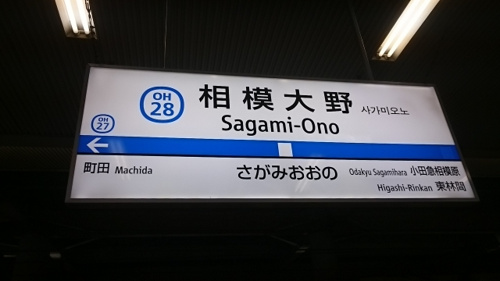 OH
28
相模大野 사가미오노
Sagami-Ono
OH
27
町田 Machida
さがみおおの
Odakyu Sagamihara 小田急相模原
Higashi-Rinkan 東林間